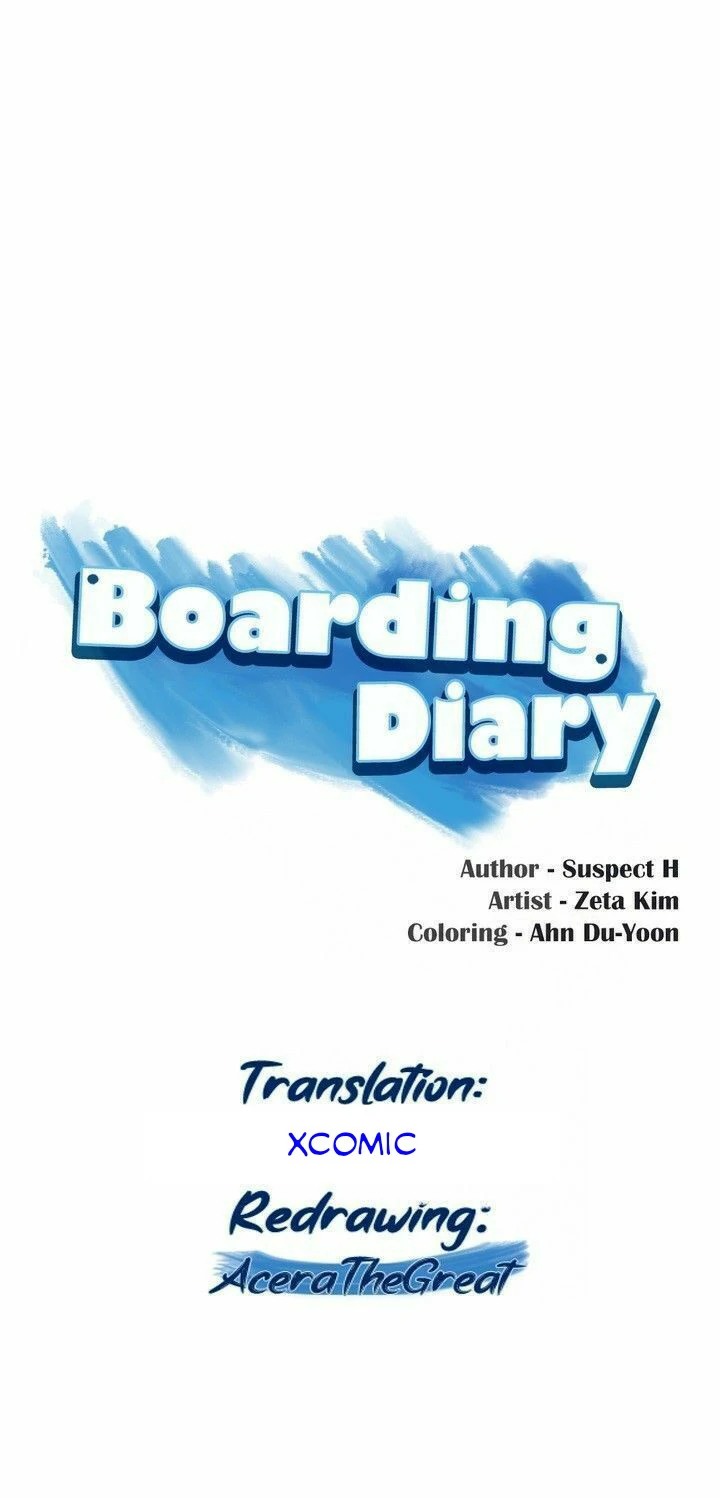 Boarding
Diary
Author - Suspect H
Artist - Zeta Kim
Coloring - Ahn Du-Yoon
Translation:
XCOMIC
Redrawing:
AceraTheGreat